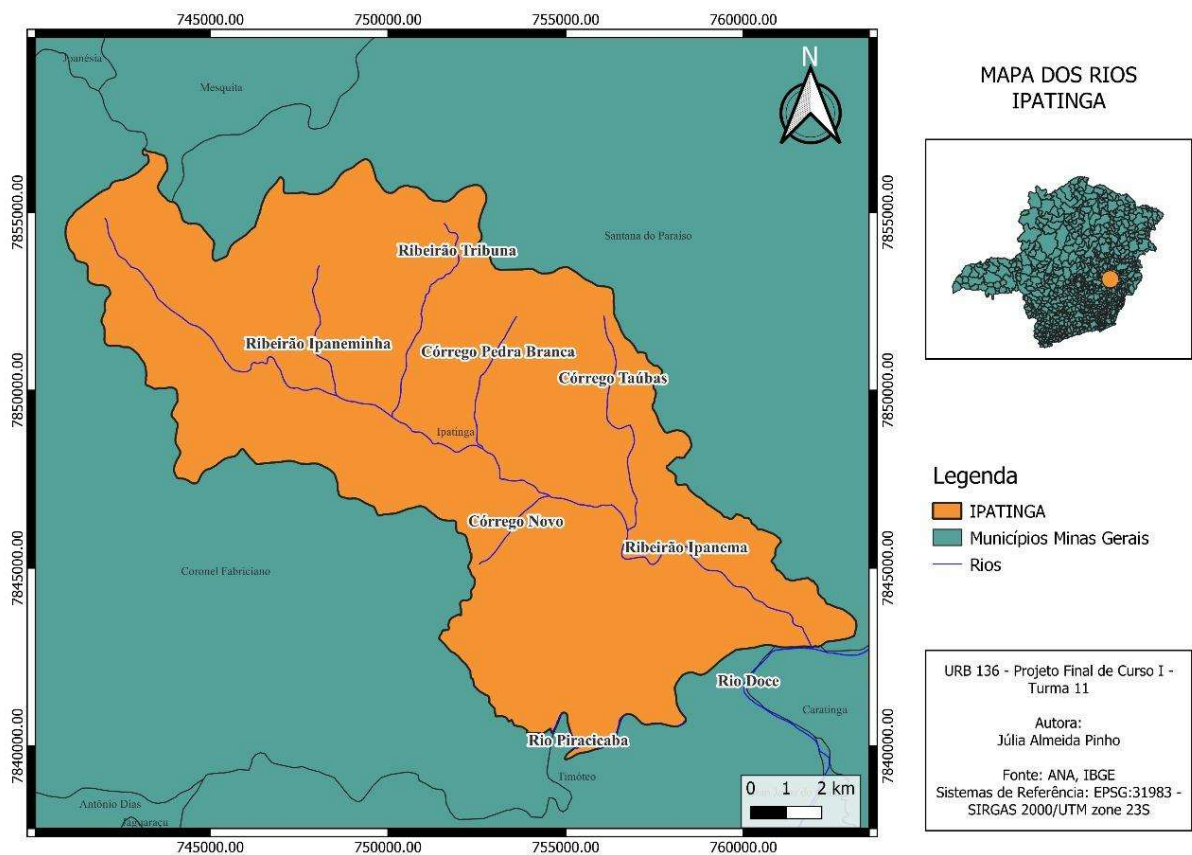 745000.00 750000.00 755000.00 760000.00
7855000.00
7850000.00
7845000.00
7840000.00
Joanésia
Mesquita
N
Santana do Paraíso
Ribeirão Tribuna
Ribeirão Ipaneminha
Córrego Pedra Branca
Córrego Taúbas
Ipatinga
Córrego Novo
Ribeirão Ipanema
Coronel Fabriciano
Rio Doce
Caratinga
Rio Piracicaba
Timóteo
Antônio Dias
Jaguaraçu
0 1 2 km
7855000.00
7850000.00
7845000.00
7840000.00
745000.00 750000.00 755000.00 760000.00
MAPA DOS RIOS
IPATINGA
Legenda
IPATINGA
Municípios Minas Gerais
Rios
URB 136 - Projeto Final de Curso I -
Turma 11
Autora:
Júlia Almeida Pinho
Fonte: ANA, IBGE
Sistemas de Referência: EPSG:31983 -
SIRGAS 2000/UTM zone 23S